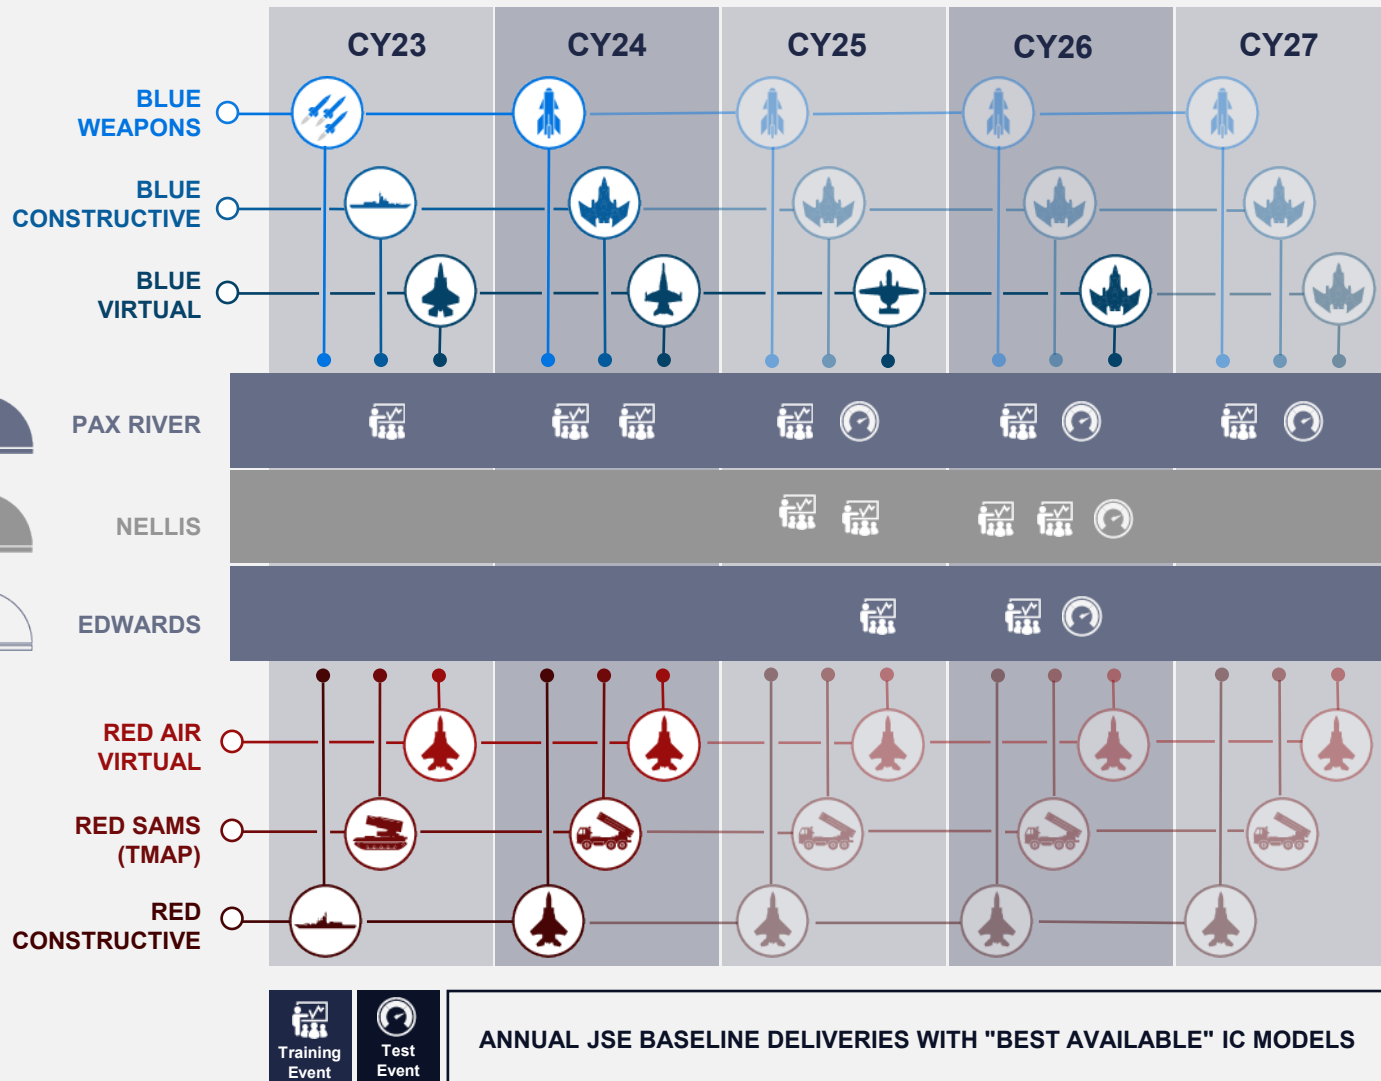 CY23
CY24
CY25
CY26
CY27
BLUE
WEAPONS
BLUE
CONSTRUCTIVE
BLUE
VIRTUAL
PAX RIVER
NELLIS
EDWARDS
RED AIR
VIRTUAL
RED SAMS
(TMAP)
RED
CONSTRUCTIVE
Training
Event
Test
Event
ANNUAL JSE BASELINE DELIVERIES WITH "BEST AVAILABLE" IC MODELS